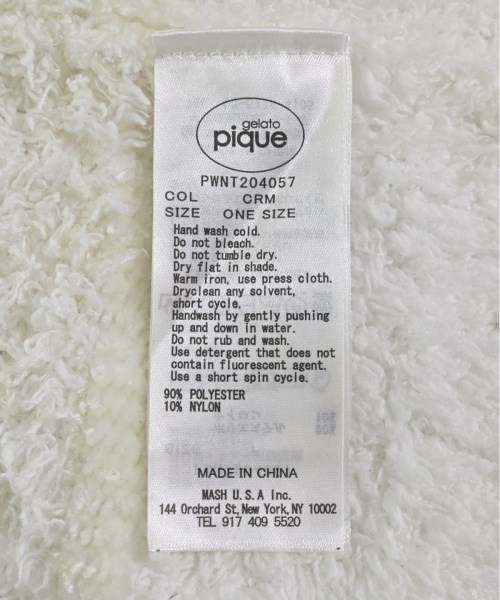 gelato
pique
PWNT204057
COL CRM
SIZE ONE SIZE
Hand wash cold.
Do not bleach.
Do not tumble dry.
Dry flat in shade.
Warm iron, use press cloth.
Dryclean any solvent,
short cycle.
Handwash by gently pushing
up and down in water.
Do not rub and wash.
Use detergent that does not
contain fluorescent agent.
Use a short spin cycle.
90% POLYESTER
10% NYLON
MADE IN CHINA
MASH U.S.A Inc.
144 Orchard St, New York, NY 10002
TEL 917 409 5520